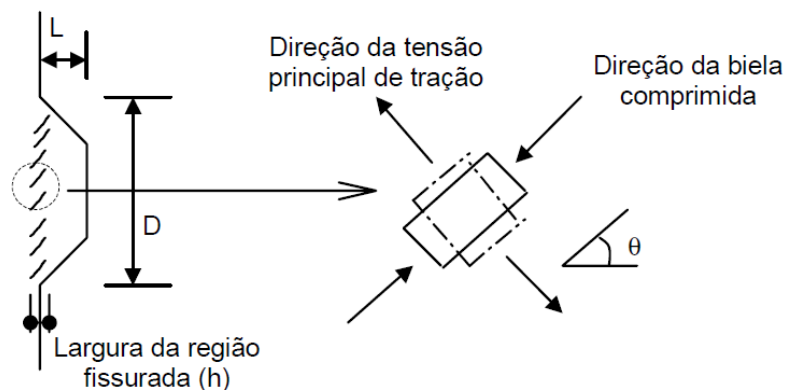 L
Direção da tensão
principal de tração
Direção da biela
comprimida
D
θ
Largura da região
fissurada (h)